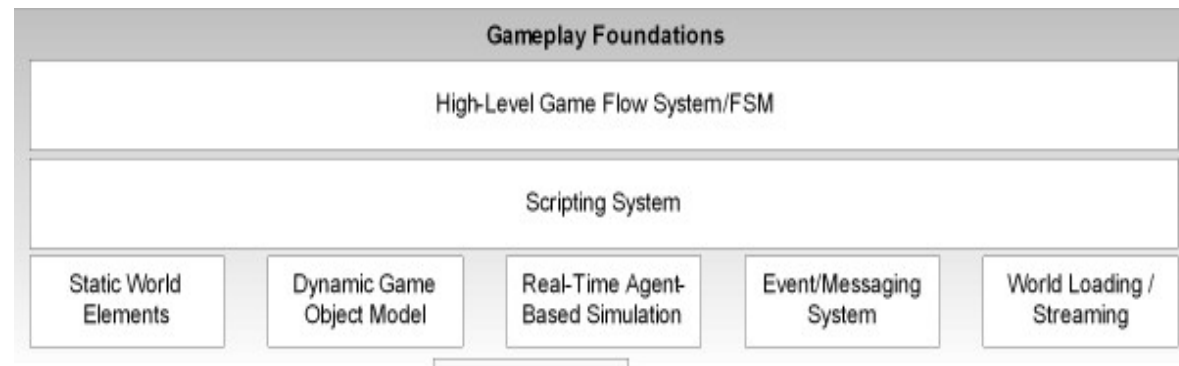 Gameplay Foundations
High-Level Game Flow System/FSM
Scripting System
Static World
Elements
Dynamic Game
Object Model
Real-Time Agent-
Based Simulation
Event/Messaging
System
World Loading /
Streaming